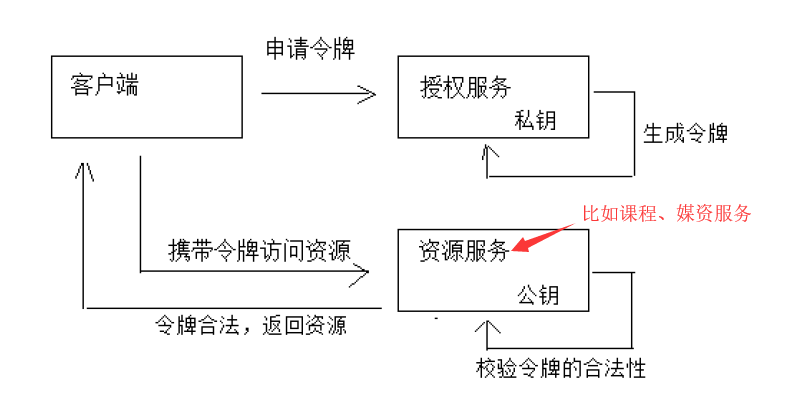 申请令牌
客户端
授权服务
私钥
生成令牌
比如课程、媒资服务
携带令牌访问资源
资源服务
公钥
令牌合法，返回资源
校验令牌的合法性